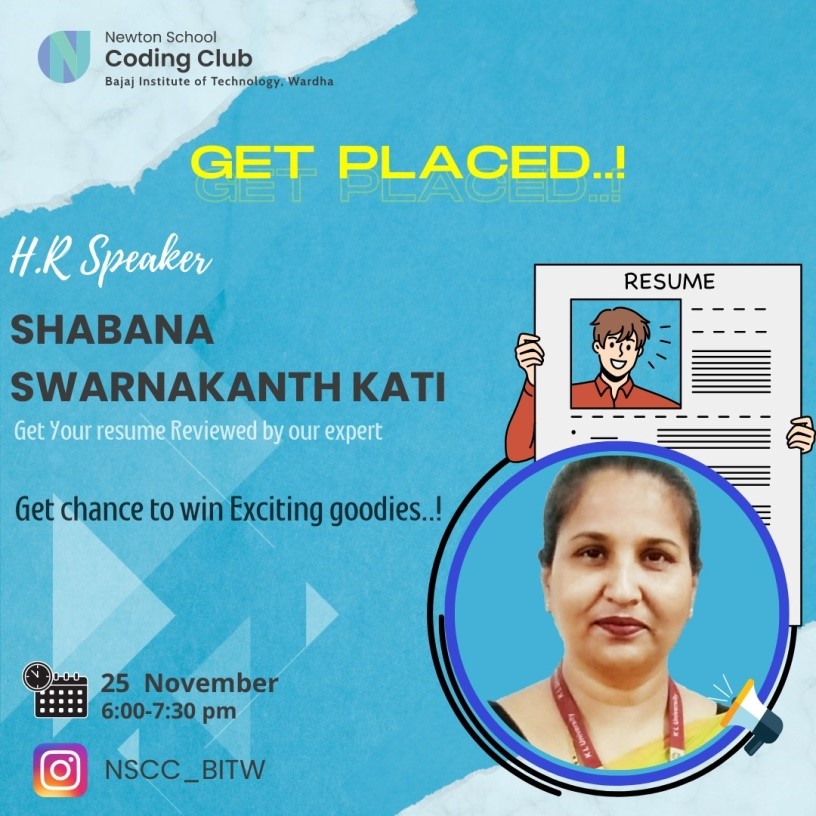 Newton School
Coding Club
Bajaj Institute of Technology, Wardha
GET PLACED..!
GET PLACED..!
H.R Speaker
SHABANA
SWARNAKANTH KATI
Get Your resume Reviewed by our expert
Get chance to win Exciting goodies..!
RESUME
K L University
K L University
25 November
6:00-7:30 pm
NSCC_BITW